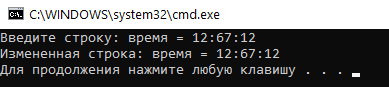 C:\WINDOWS\system32\cmd.exe
Введите строку: время = 12:67:12
Измененная строка: время = 12:67:12
Для продолжения нажмите любую клавишу . . .